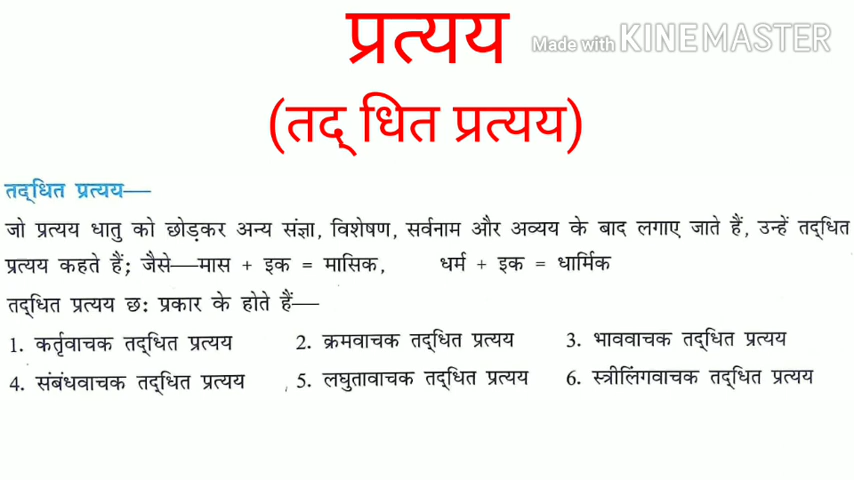 प्रत्यय
Made with KINEMASTER
(तद् धित प्रत्यय)
तद्‌धित प्रत्यय—
जो प्रत्यय धातु को छोड़कर अन्य संज्ञा, विशेषण, सर्वनाम और अव्यय के बाद लगाए जाते हैं, उन्हें तद्‌धित
प्रत्यय कहते हैं; जैसे—मास + इक = मासिक, धर्म + इक = धार्मिक
तद्‌धित प्रत्यय छ: प्रकार के होते हैं—
1. कर्तृवाचक तद्‌धित प्रत्यय 2. क्रमवाचक तद्‌धित प्रत्यय 3. भाववाचक तद्‌धित प्रत्यय
4. संबंधवाचक तद्‌धित प्रत्यय 5. लघुतावाचक तद्‌धित प्रत्यय 6. स्त्रीलिंगवाचक तद्‌धित प्रत्यय